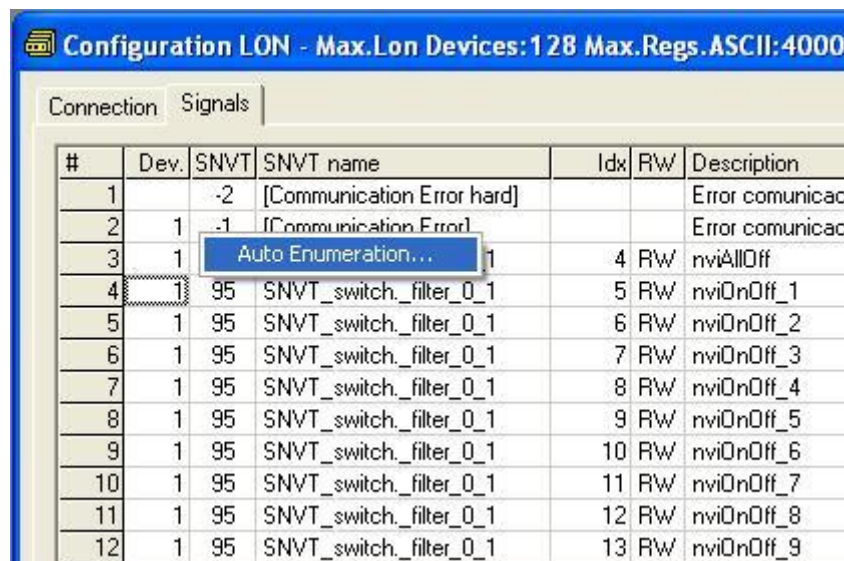 Configuration LON - Max.Lon Devices:128 Max.Regs.ASCII:4000
Connection Signals
# Dev. SNVT SNVT name Idx RW Description
1 -2 [Communication Error hard] Error comunicac
2 1 -1 [Communication Error] Error comunicac
Auto Enumeration...
3 1 _1 4 RW nviAllOff
4 1 95 SNVT_switch._filter_0_1 5 RW nviOnOff_1
5 1 95 SNVT_switch._filter_0_1 6 RW nviOnOff_2
6 1 95 SNVT_switch._filter_0_1 7 RW nviOnOff_3
7 1 95 SNVT_switch._filter_0_1 8 RW nviOnOff_4
8 1 95 SNVT_switch._filter_0_1 9 RW nviOnOff_5
9 1 95 SNVT_switch._filter_0_1 10 RW nviOnOff_6
10 1 95 SNVT_switch._filter_0_1 11 RW nviOnOff_7
11 1 95 SNVT_switch._filter_0_1 12 RW nviOnOff_8
12 1 95 SNVT_switch._filter_0_1 13 RW nviOnOff_9